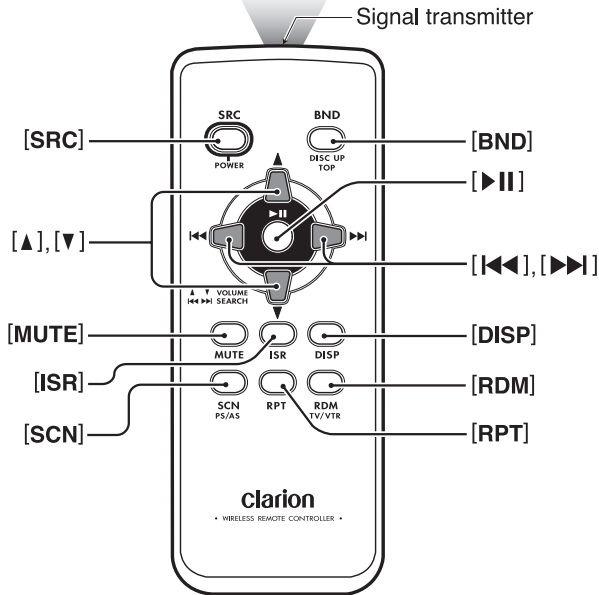 Signal transmitter
SRC
BND
[SRC]
[BND]
POWER
DISC UP
TOP
▲
[▶II]
▶II
[▲],[▼]
I◀◀
▶▶I
[I◀◀],[▶▶I]
▲ ▼ VOLUME
I◀◀ ▶▶I SEARCH
▼
[MUTE]
[DISP]
MUTE
ISR
DISP
[ISR]
[RDM]
[SCN]
SCN
PS/AS
RPT
RDM
TV/VTR
[RPT]
clarion
• WIRELESS REMOTE CONTROLLER •